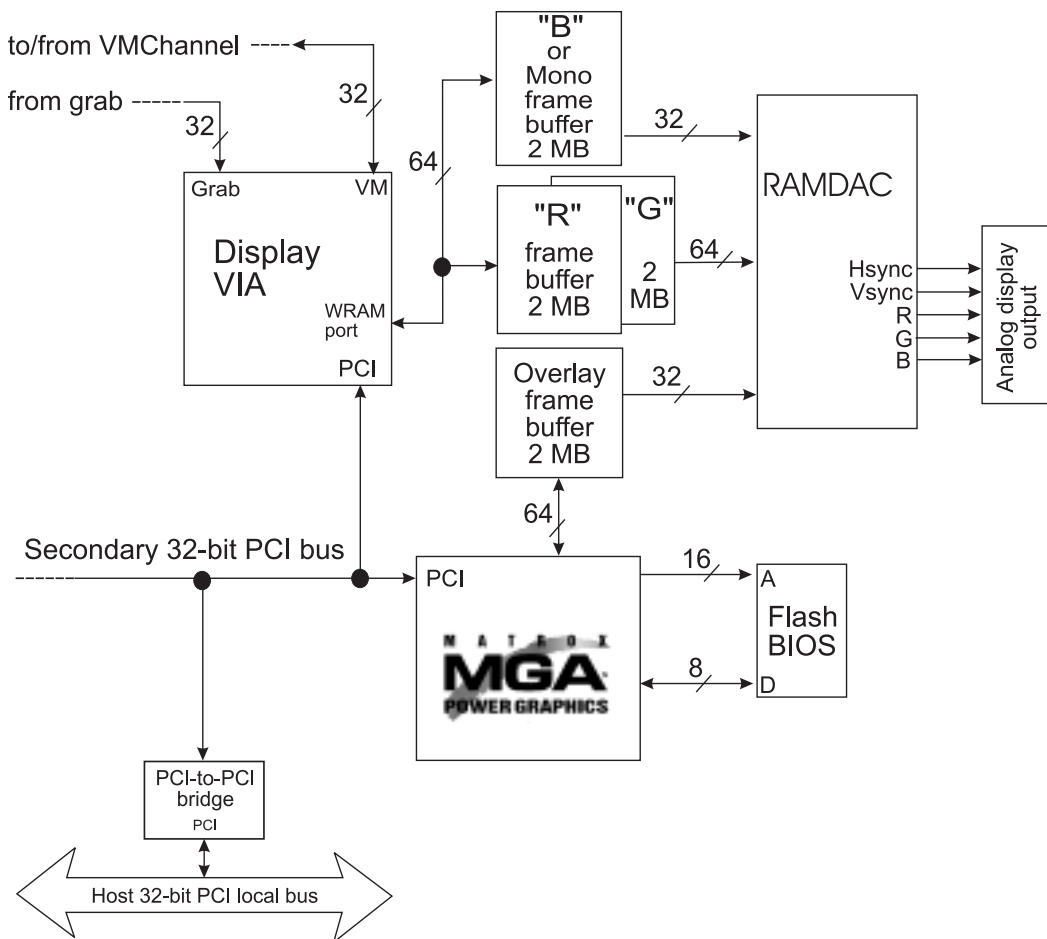 to/from VMChannel
from grab
32
32
Grab
VM
Display
VIA
WRAM
port
PCI
64
"B"
or
Mono
frame
buffer
2 MB
32
"R"
frame
buffer
2 MB
"G"
2
MB
64
Overlay
frame
buffer
2 MB
32
64
RAMDAC
Hsync
Vsync
R
G
B
Analog display
output
Secondary 32-bit PCI bus
PCI
MATROX
MGA
POWER GRAPHICS
16
8
A
Flash
BIOS
D
PCI-to-PCI
bridge
PCI
Host 32-bit PCI local bus